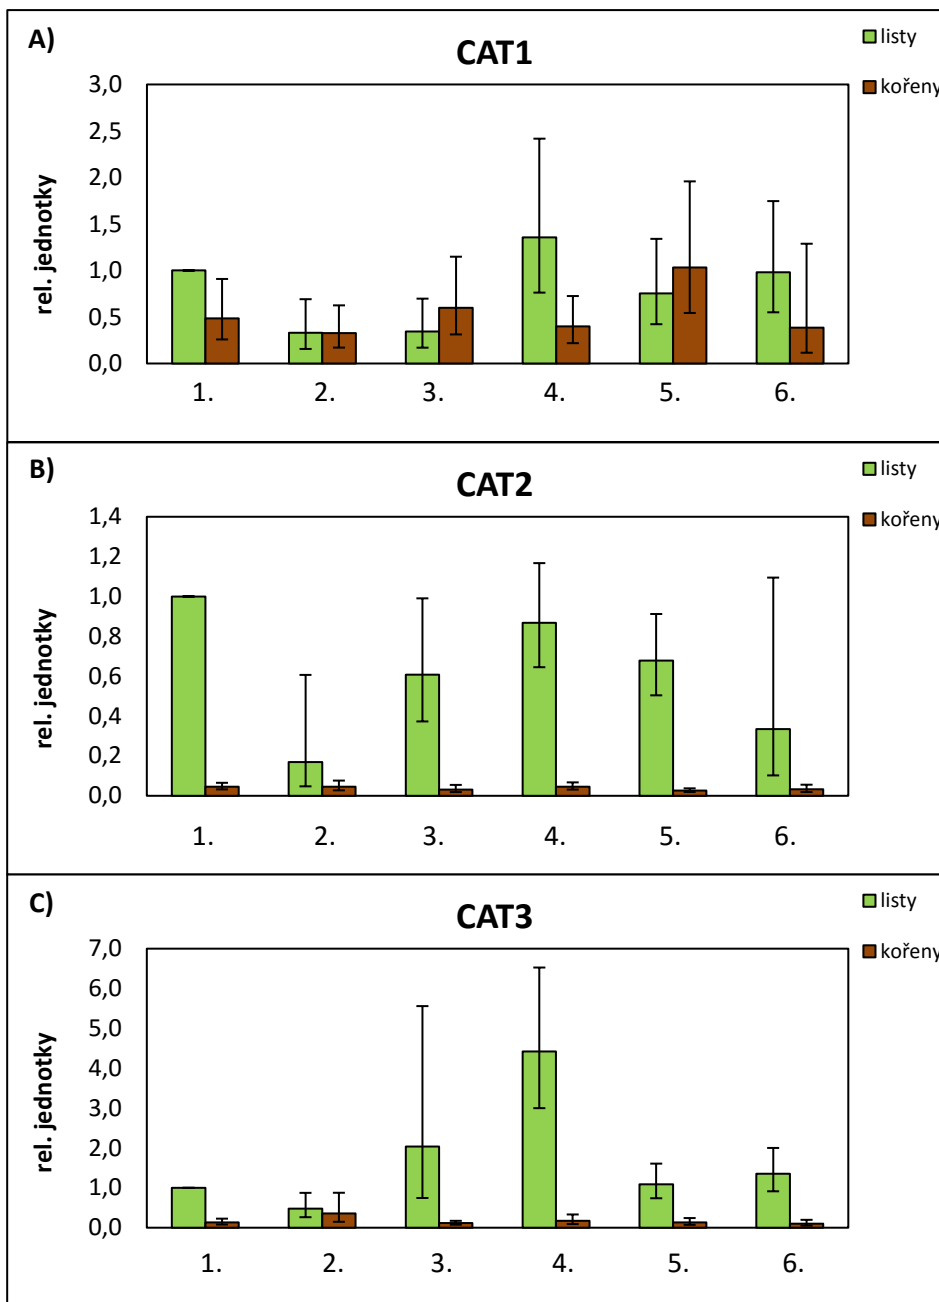 A)
CAT1
listy
kořeny
rel. jednotky
3,0
2,5
2,0
1,5
1,0
0,5
0,0
1. 2. 3. 4. 5. 6.
B)
CAT2
listy
kořeny
rel. jednotky
1,4
1,2
1,0
0,8
0,6
0,4
0,2
0,0
1. 2. 3. 4. 5. 6.
C)
CAT3
listy
kořeny
rel. jednotky
7,0
6,0
5,0
4,0
3,0
2,0
1,0
0,0
1. 2. 3. 4. 5. 6.